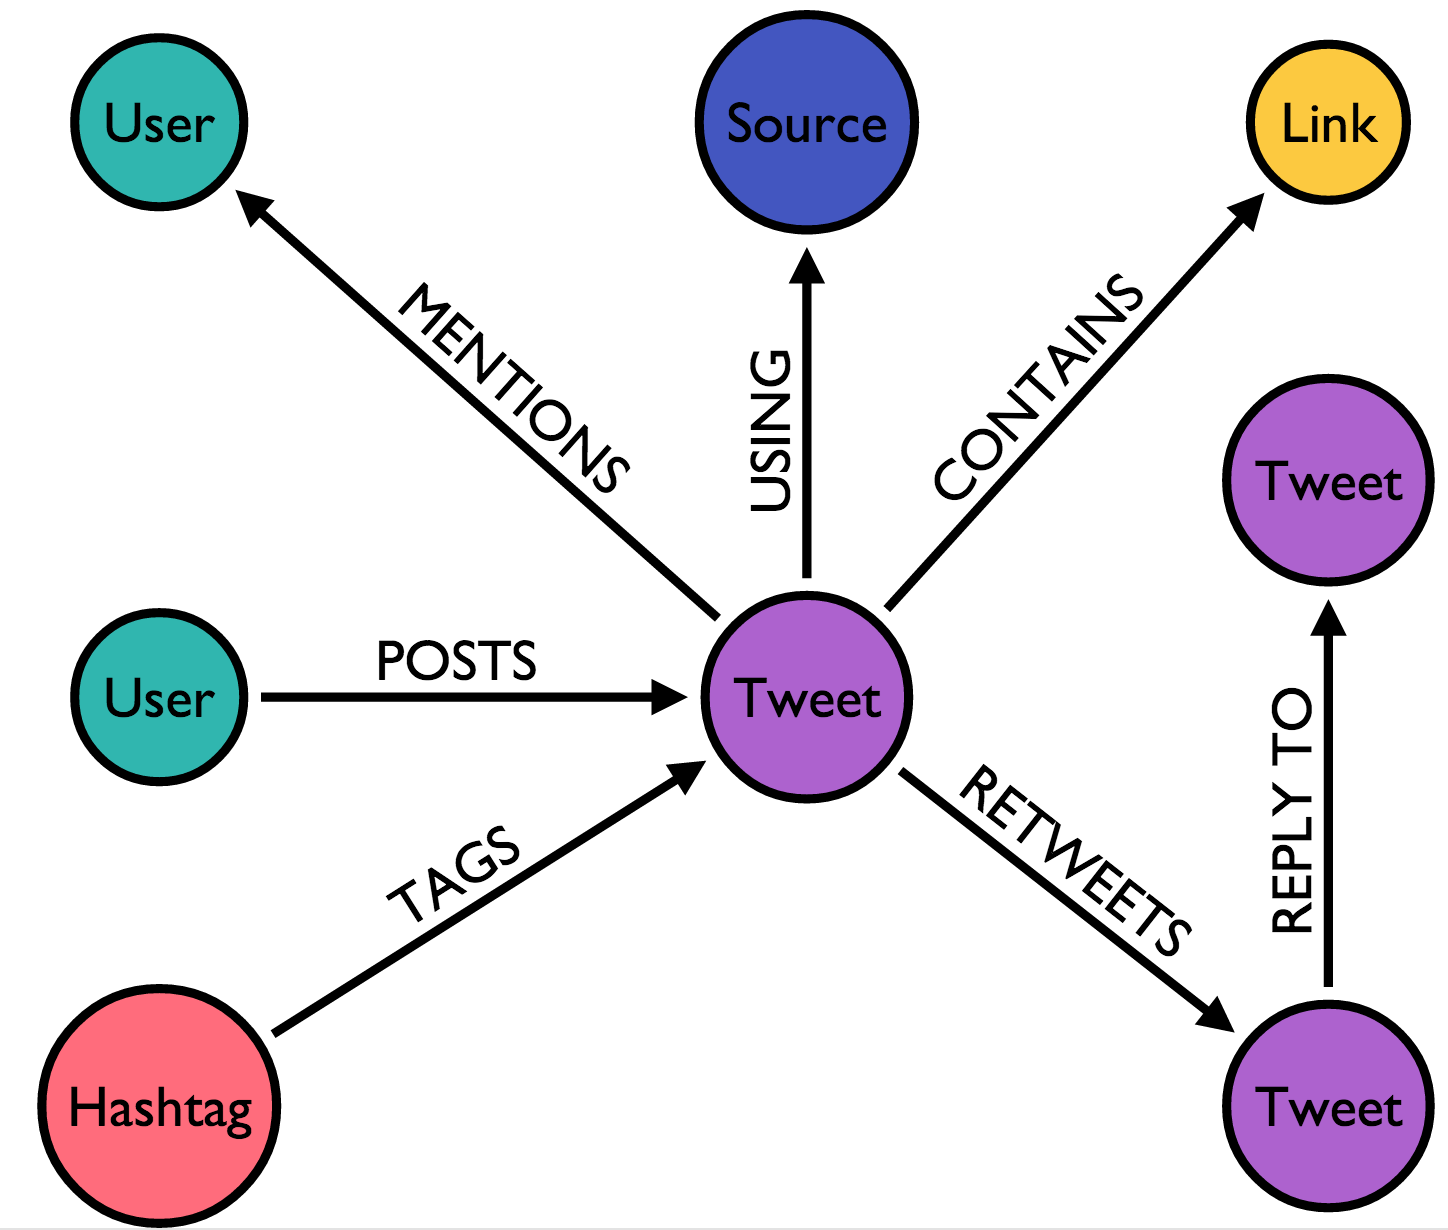 User
Source
Link
MENTIONS
USING
CONTAINS
Tweet
User
POSTS
Tweet
TAGS
RETWEETS
REPLY TO
Hashtag
Tweet